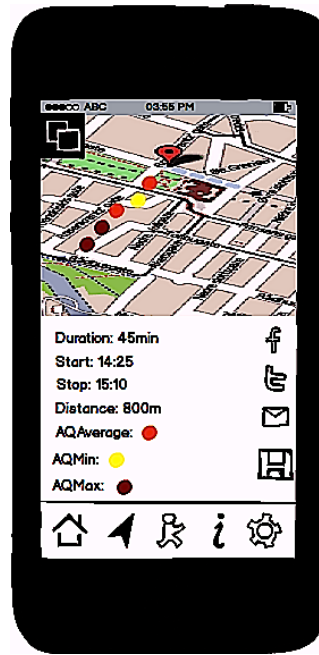 ABC 03:55 PM
Duration: 45min
Start: 14:25
Stop: 15:10
Distance: 800m
AQAverage:
AQMin:
AQMax: